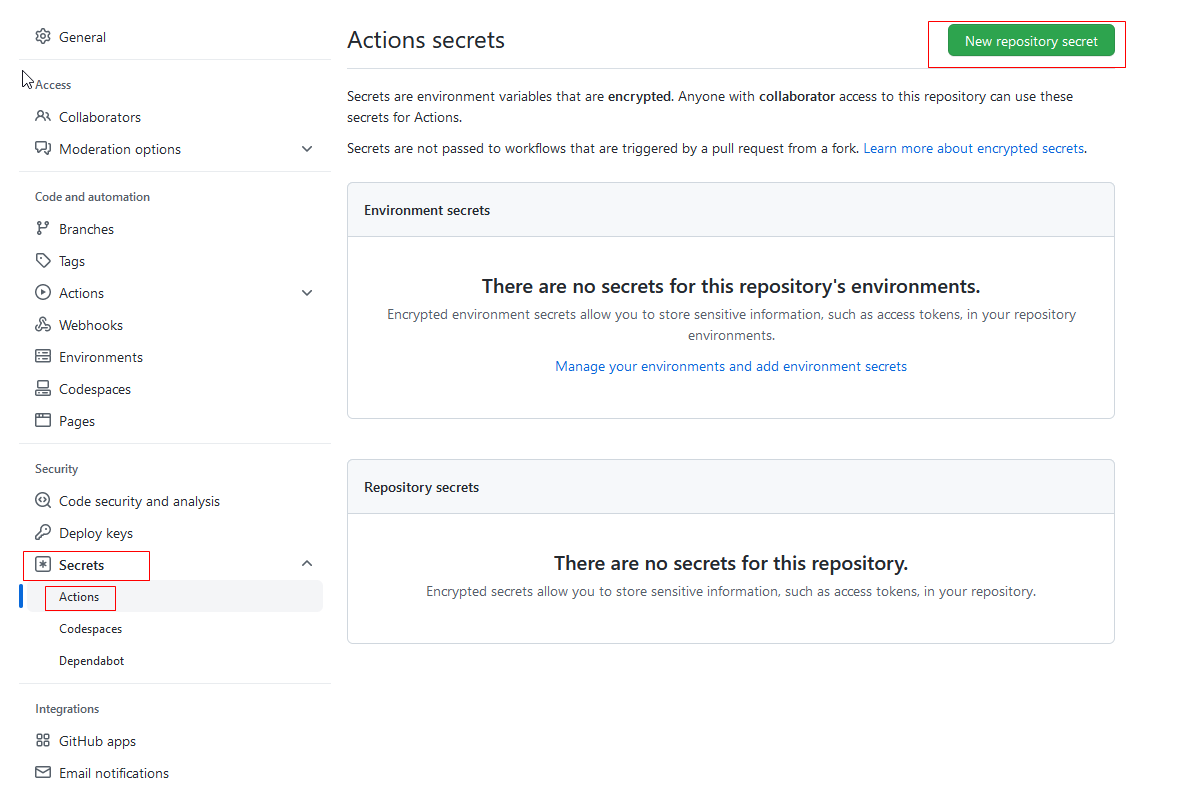 General
Access
Collaborators
Moderation options
Code and automation
Branches
Tags
Actions
Webhooks
Environments
Codespaces
Pages
Security
Code security and analysis
Deploy keys
Secrets
Actions
Codespaces
Dependabot
Integrations
GitHub apps
Email notifications
Actions secrets
New repository secret
Secrets are environment variables that are encrypted. Anyone with collaborator access to this repository can use these
secrets for Actions.
Secrets are not passed to workflows that are triggered by a pull request from a fork. Learn more about encrypted secrets.
Environment secrets
There are no secrets for this repository's environments.
Encrypted environment secrets allow you to store sensitive information, such as access tokens, in your repository
environments.
Manage your environments and add environment secrets
Repository secrets
There are no secrets for this repository.
Encrypted secrets allow you to store sensitive information, such as access tokens, in your repository.